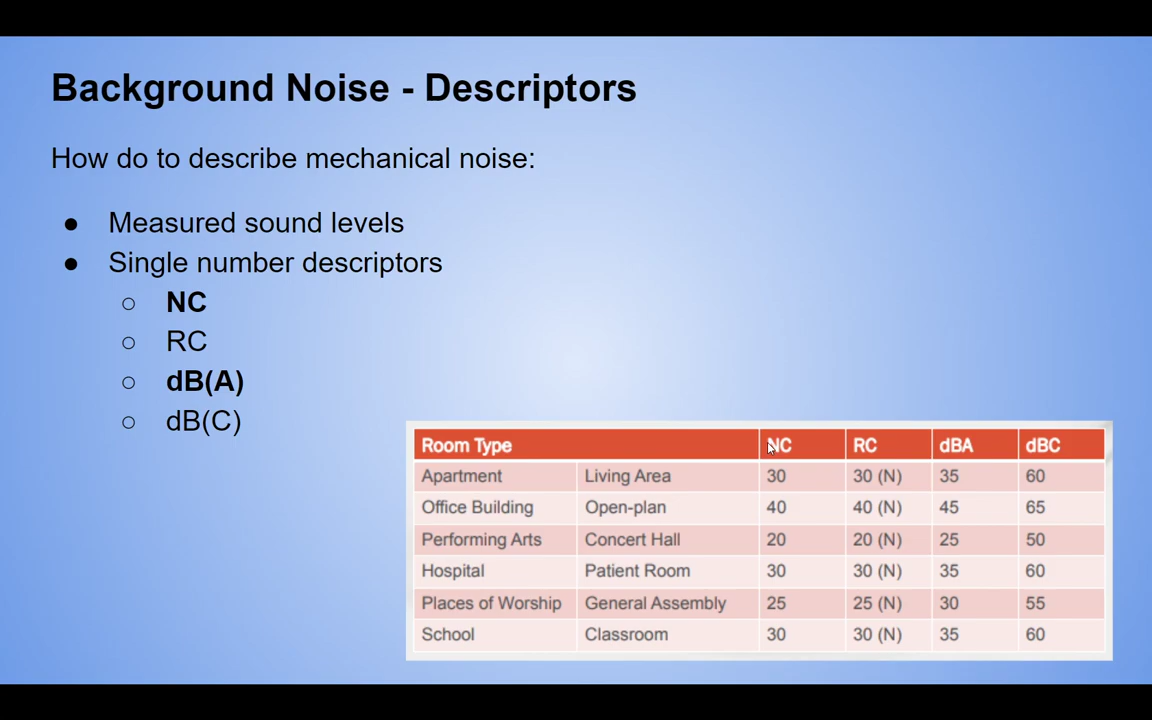 Background Noise - Descriptors
How do to describe mechanical noise:
● Measured sound levels
● Single number descriptors
○ NC
○ RC
○ dB(A)
○ dB(C)
Room Type NC RC dBA dBC
Apartment Living Area 30 30 (N) 35 60
Office Building Open-plan 40 40 (N) 45 65
Performing Arts Concert Hall 20 20 (N) 25 50
Hospital Patient Room 30 30 (N) 35 60
Places of Worship General Assembly 25 25 (N) 30 55
School Classroom 30 30 (N) 35 60